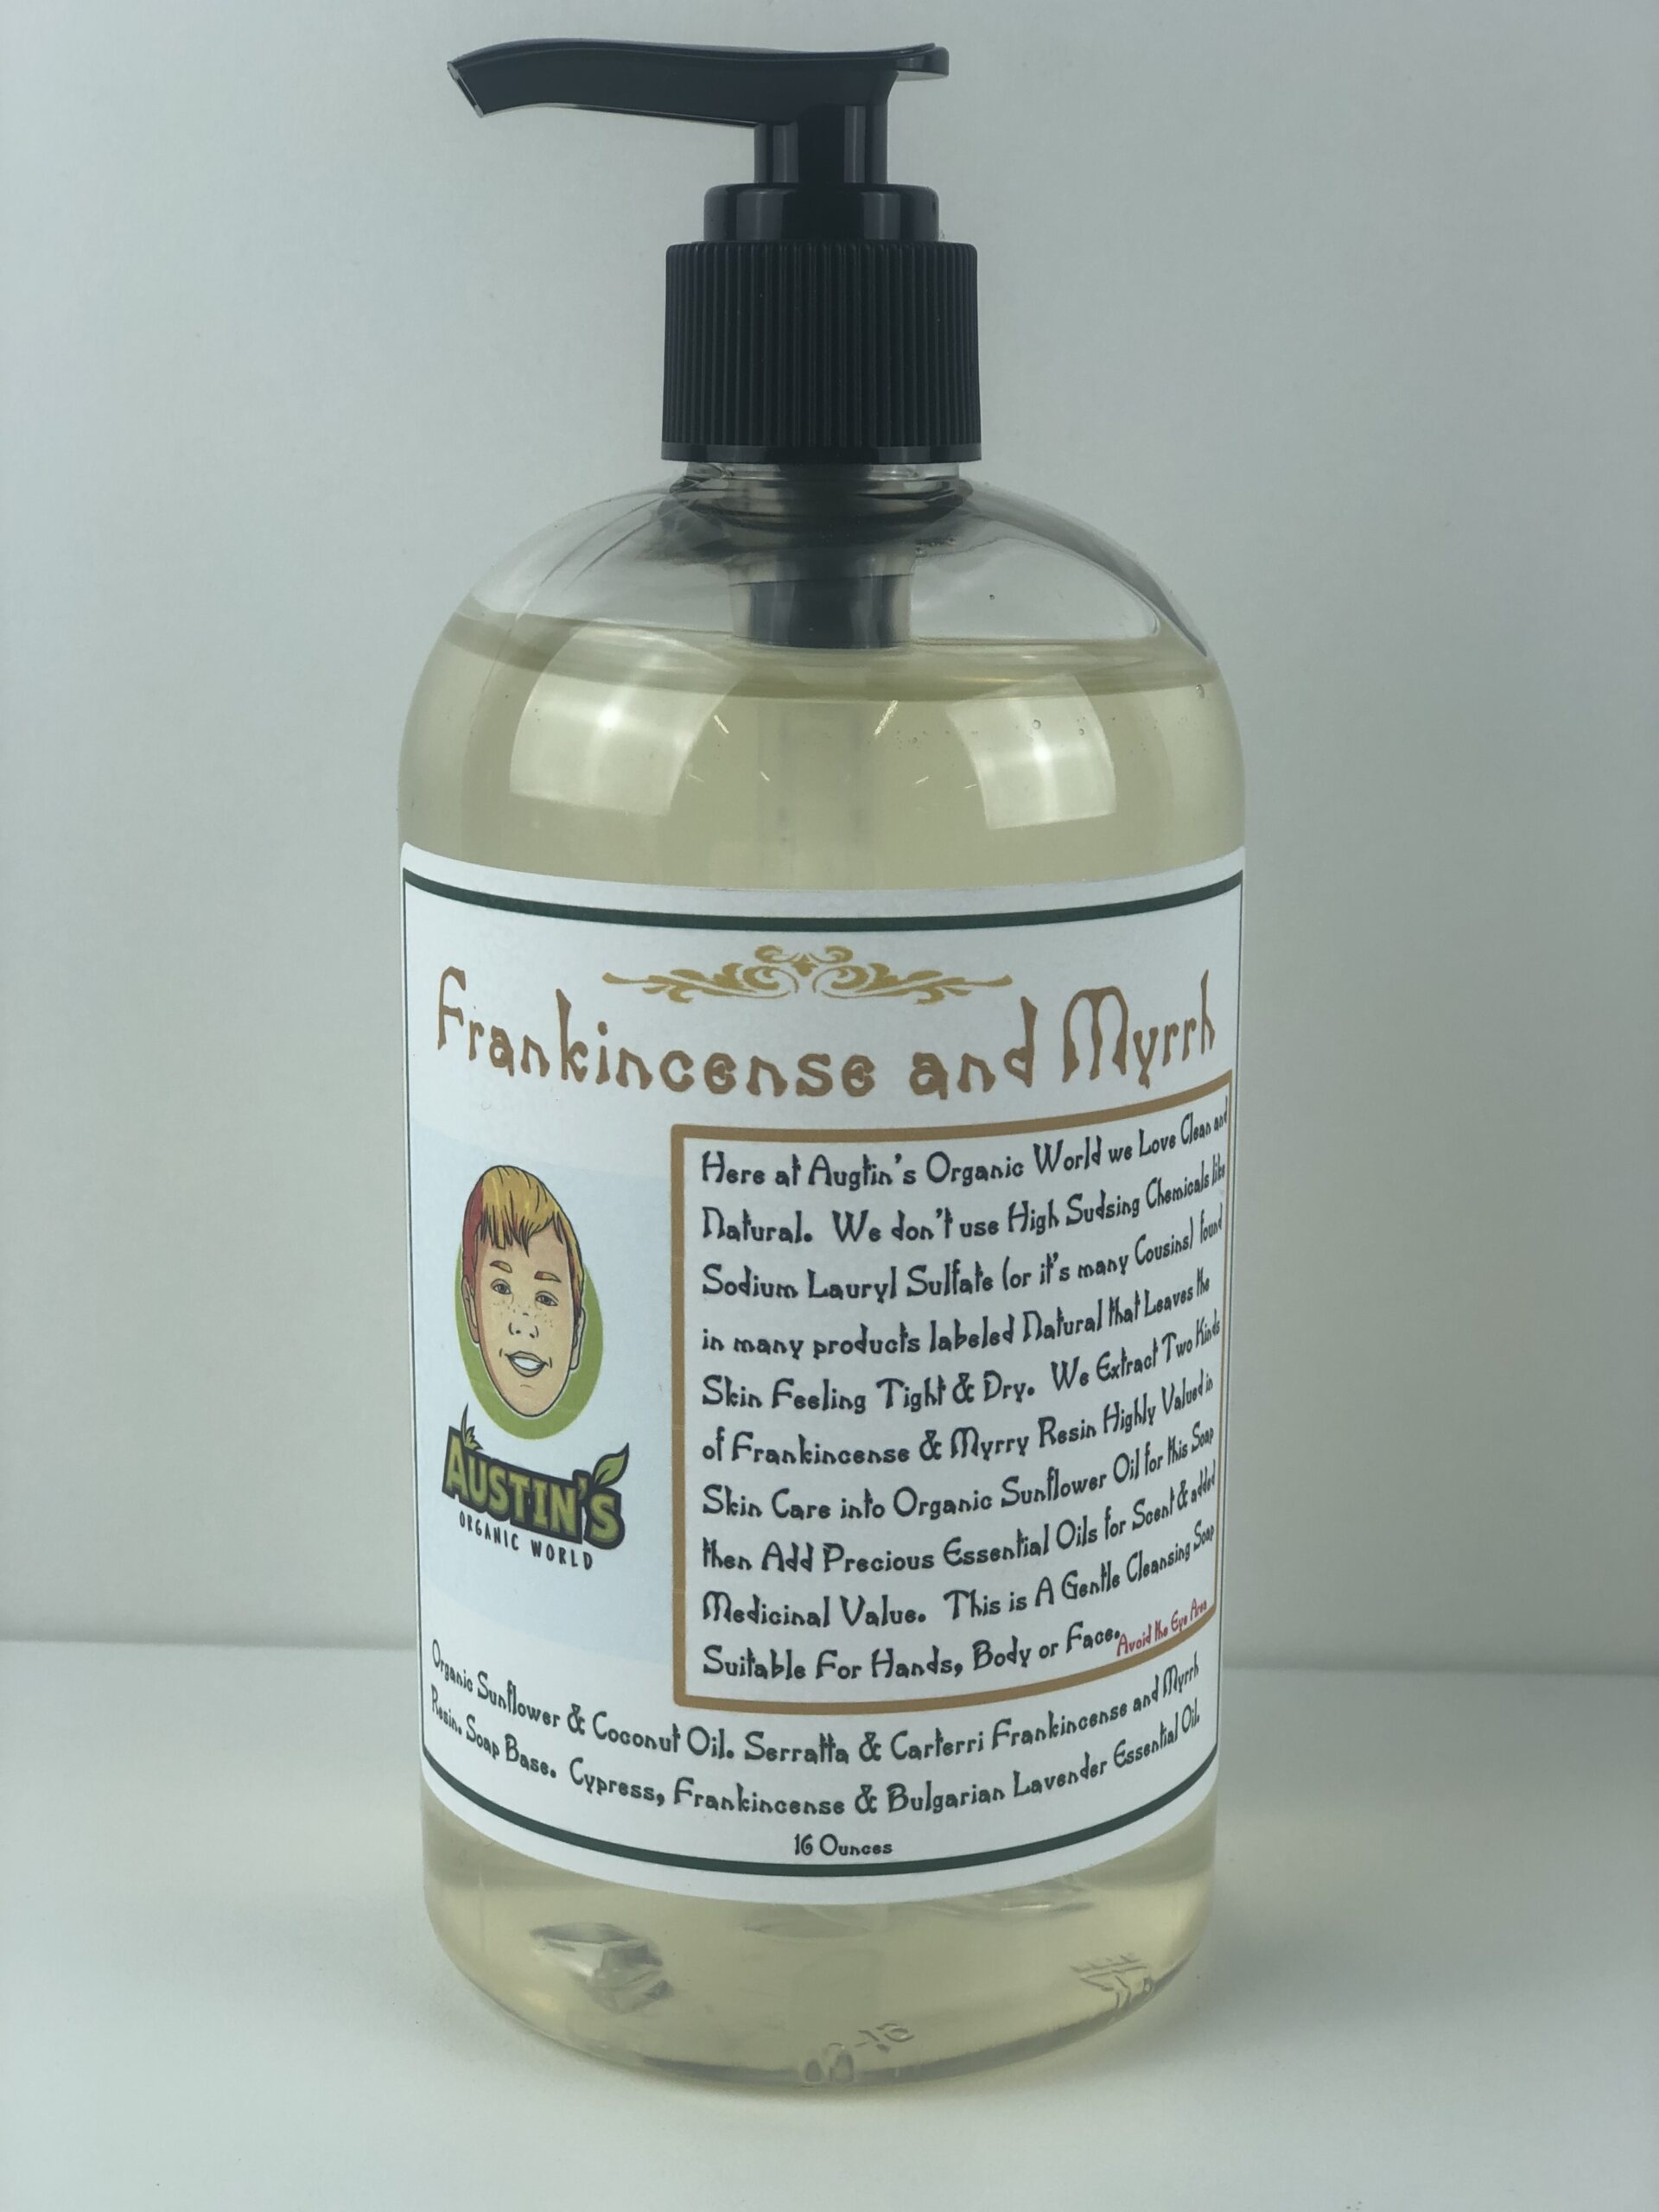 Frankincense and Myrrh
Here at Augtin's Organic World we Love Clean and
Natural. We don't use High Sudsing Chemicals like
Sodium Lauryl Sulfate (or it's many Cousins) found
in many products labeled Natural that Leaves the
Skin Feeling Tight & Dry. We Extract Two Kinds
of Frankincense & Myrry Resin Highly Valued in
Skin Care into Organic Sunflower Oil for this Soap
then Add Precious Essential Oils for Scent & added
Medicinal Value. This is A Gentle Cleansing Soap
Suitable For Hands, Body or Face. Avoid the Eye Area
AUSTIN'S
ORGANIC WORLD
Organic Sunflower & Coconut Oil. Serratta & Carterri Frankincense and Myrrh
Resin. Soap Base. Cypress, Frankincense & Bulgarian Lavender Essential Oil.
16 Ounces